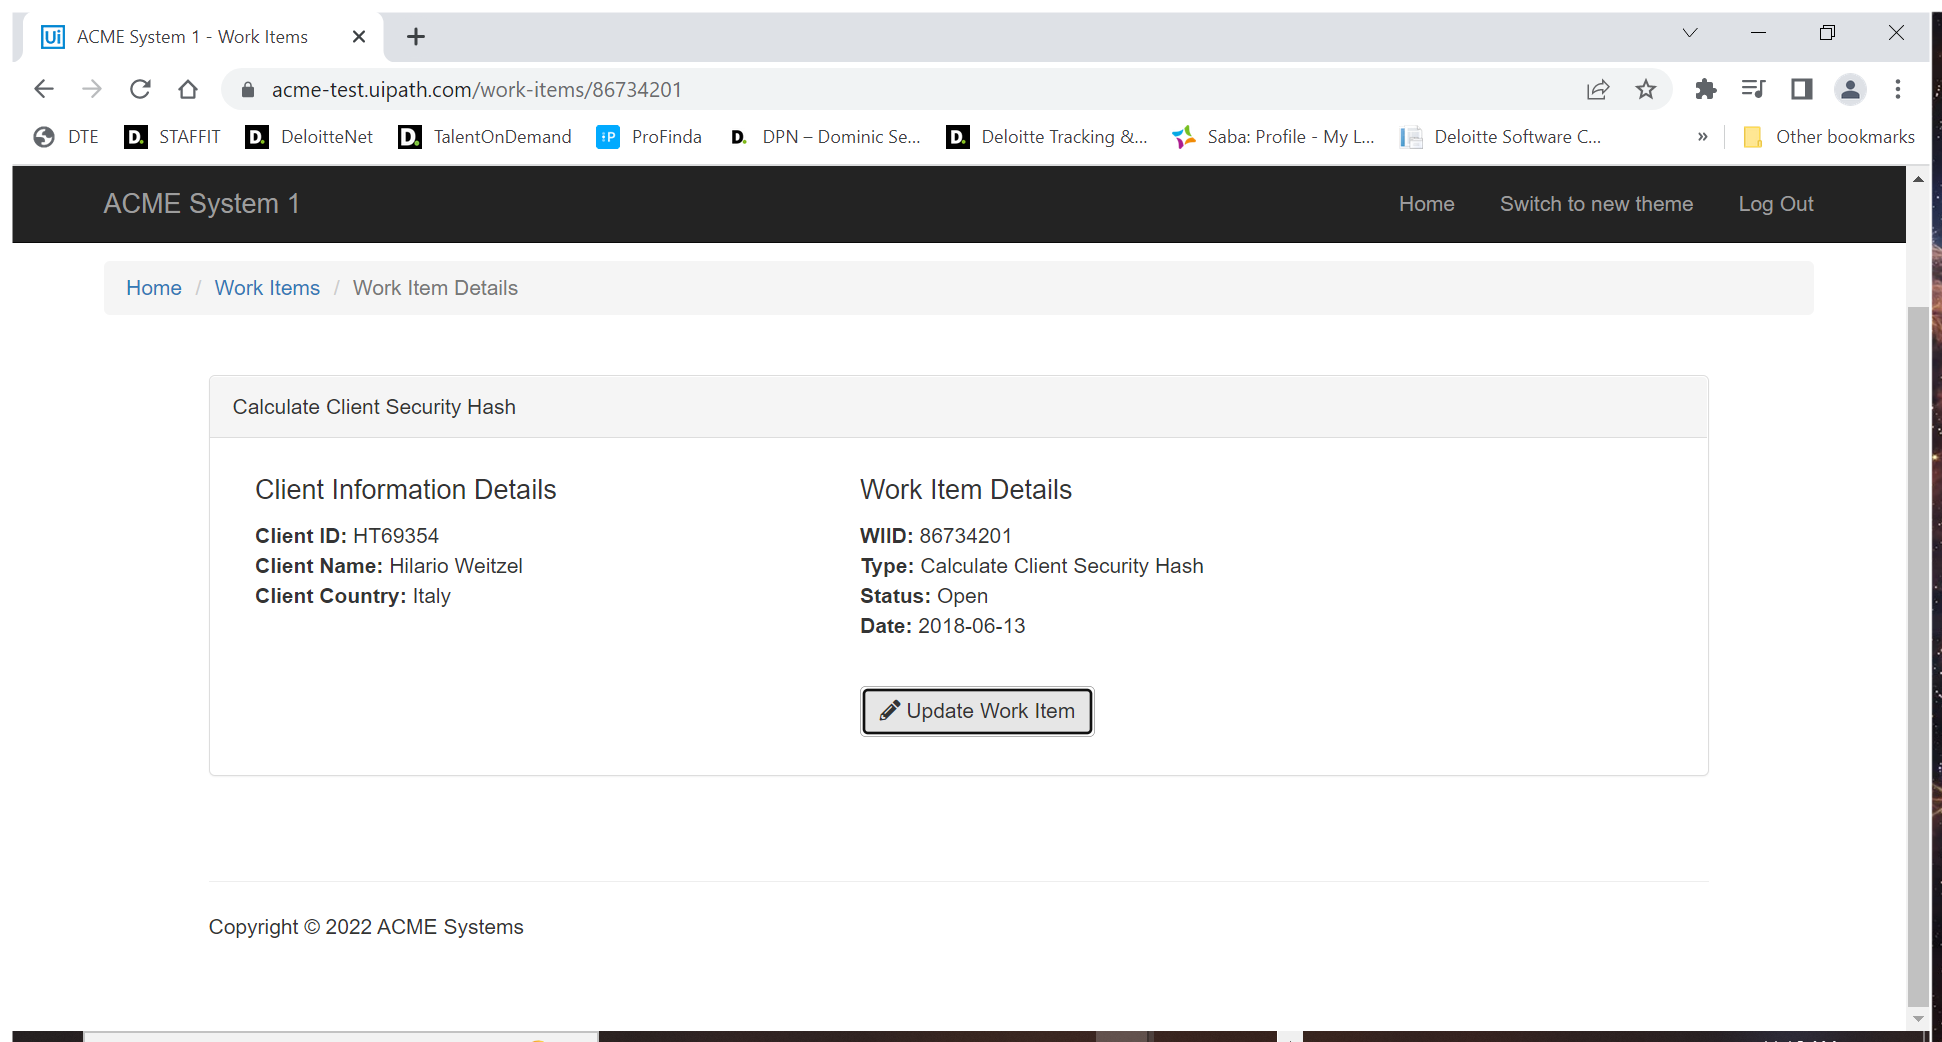 Ui ACME System 1 - Work Items
acme-test.uipath.com/work-items/86734201
DTE D. STAFFIT D. DeloitteNet D. TalentOnDemand iP ProFinda D. DPN – Dominic Se... D. Deloitte Tracking &... Saba: Profile - My L... Deloitte Software C... » Other bookmarks
ACME System 1 Home Switch to new theme Log Out
Home / Work Items / Work Item Details
Calculate Client Security Hash
Client Information Details
Client ID: HT69354
Client Name: Hilario Weitzel
Client Country: Italy
Work Item Details
WIID: 86734201
Type: Calculate Client Security Hash
Status: Open
Date: 2018-06-13
Update Work Item
Copyright © 2022 ACME Systems